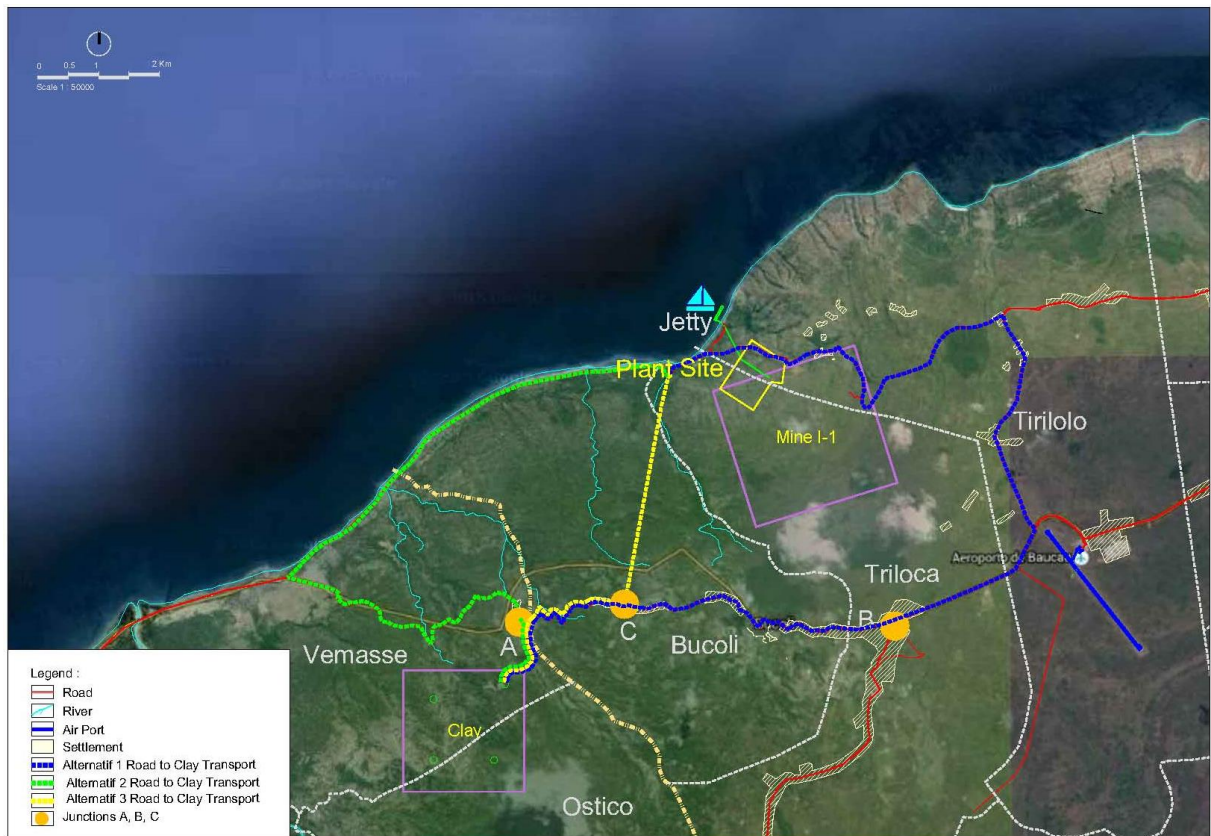 0 0.5 1 2 Km
Scale 1 : 50000
Jetty
Plant Site
Mine I-1
Tirilolo
Aeroporto de Baucau
Triloca
B
C
A
Bucoli
Vemasse
Clay
Ostico
Legend :
Road
River
Air Port
Settlement
Alternatif 1 Road to Clay Transport
Alternatif 2 Road to Clay Transport
Alternatif 3 Road to Clay Transport
Junctions A, B, C